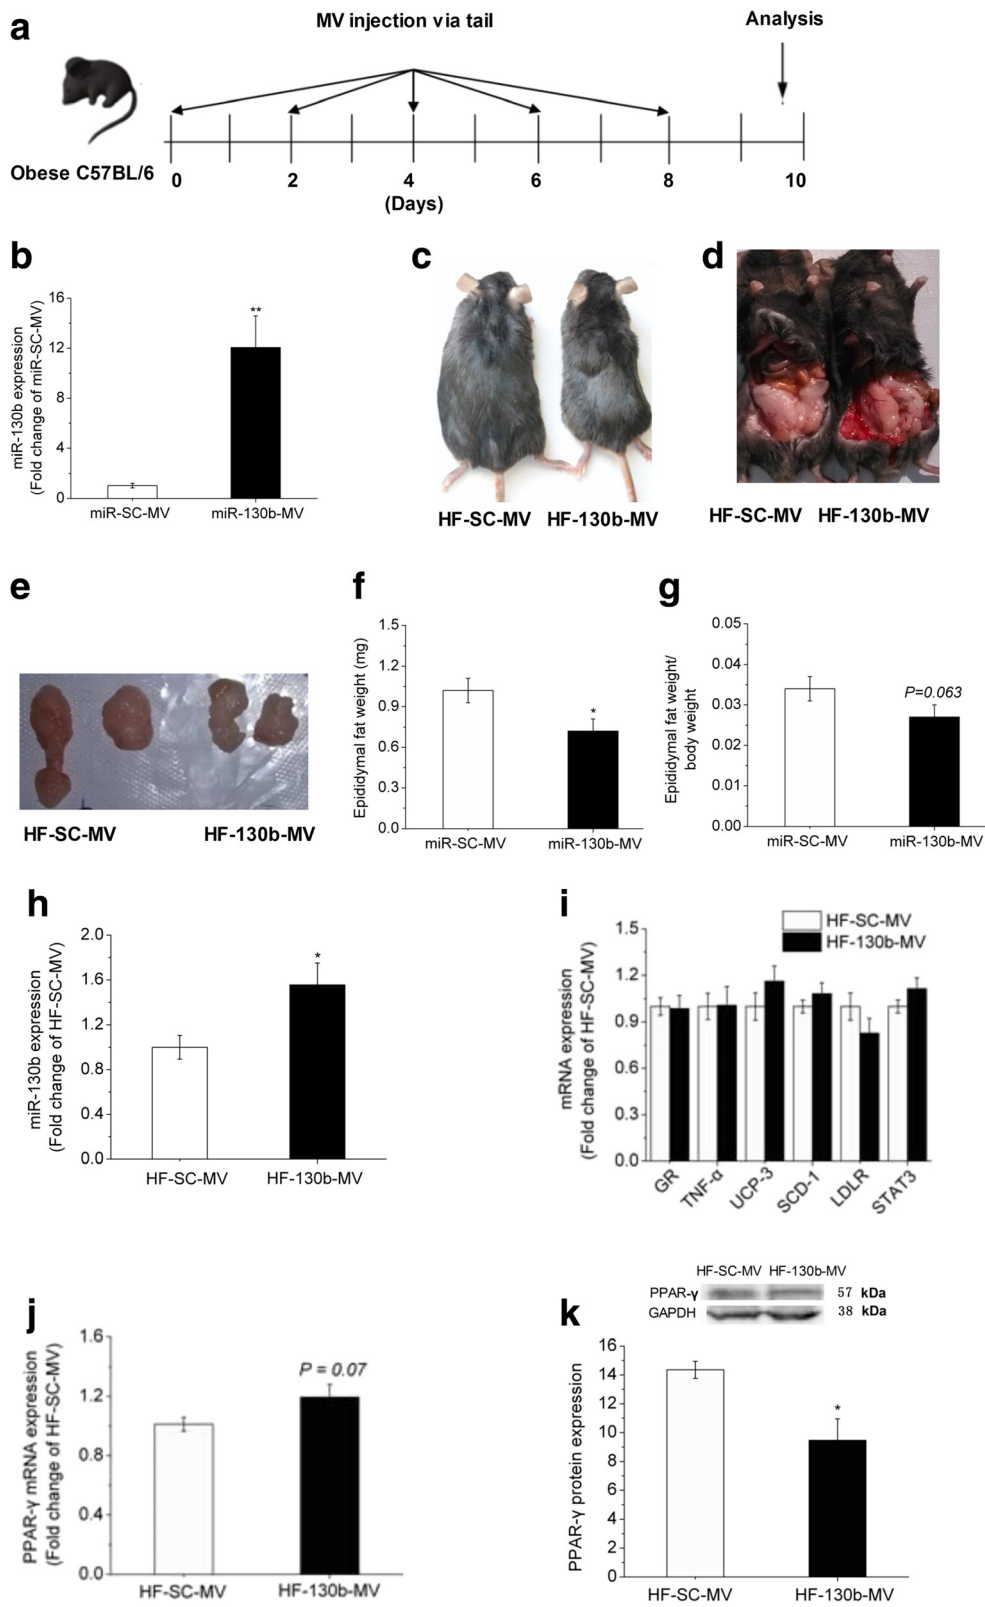 a
MV injection via tail
Analysis
Obese C57BL/6
0 2 4 6 8 10
(Days)
b
miR-130b expression
(Fold change of miR-SC-MV)
16
12
8
4
0
**
miR-SC-MV miR-130b-MV
c
HF-SC-MV HF-130b-MV
d
HF-SC-MV HF-130b-MV
e
HF-SC-MV HF-130b-MV
f
Epididymal fat weight (mg)
1.5
1.2
0.9
0.6
0.3
0.0
*
miR-SC-MV miR-130b-MV
g
Epididymal fat weight/
body weight
0.05
0.04
0.03
0.02
0.01
0.00
P=0.063
miR-SC-MV miR-130b-MV
h
miR-130b expression
(Fold change of HF-SC-MV)
2.0
1.6
1.2
0.8
0.4
0.0
*
HF-SC-MV HF-130b-MV
i
HF-SC-MV
HF-130b-MV
mRNA expression
(Fold change of HF-SC-MV)
1.5
1.2
0.9
0.6
0.3
0.0
GR TNF-α UCP-3 SCD-1 LDLR STAT3
j
PPAR-γ mRNA expression
(Fold change of HF-SC-MV)
1.6
1.2
0.8
0.4
0.0
P = 0.07
HF-SC-MV HF-130b-MV
k
HF-SC-MV HF-130b-MV
PPAR-γ 57 kDa
GAPDH 38 kDa
PPAR-γ protein expression
16
14
12
10
8
6
4
2
0
*
HF-SC-MV HF-130b-MV